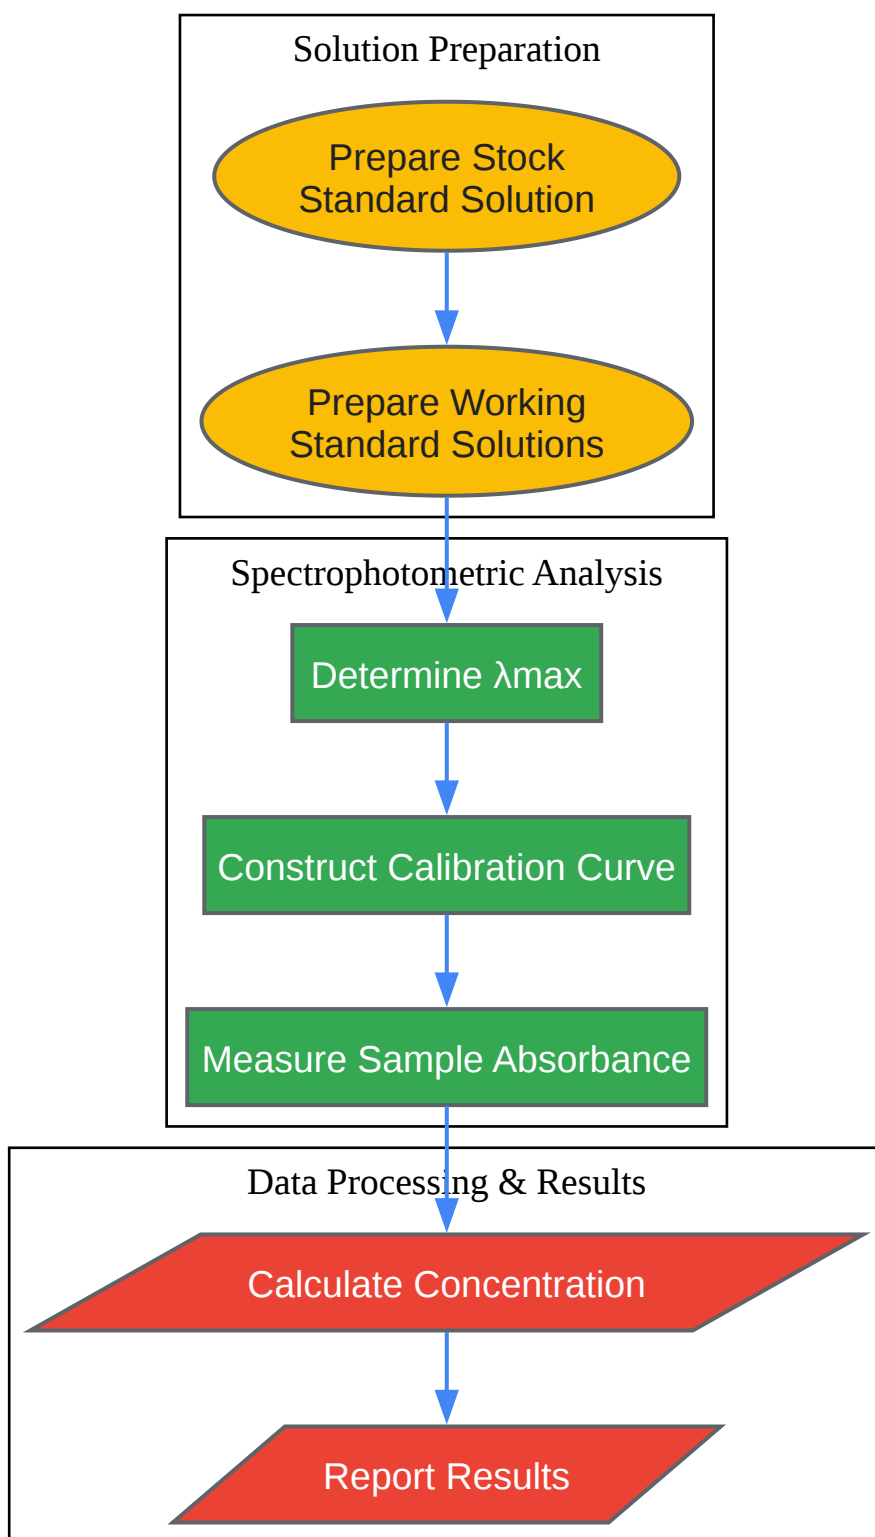 Solution Preparation
Prepare Stock
Standard Solution
Prepare Working
Standard Solutions
Spectrophotometric Analysis
Determine λmax
Construct Calibration Curve
Measure Sample Absorbance
Data Processing & Results
Calculate Concentration
Report Results